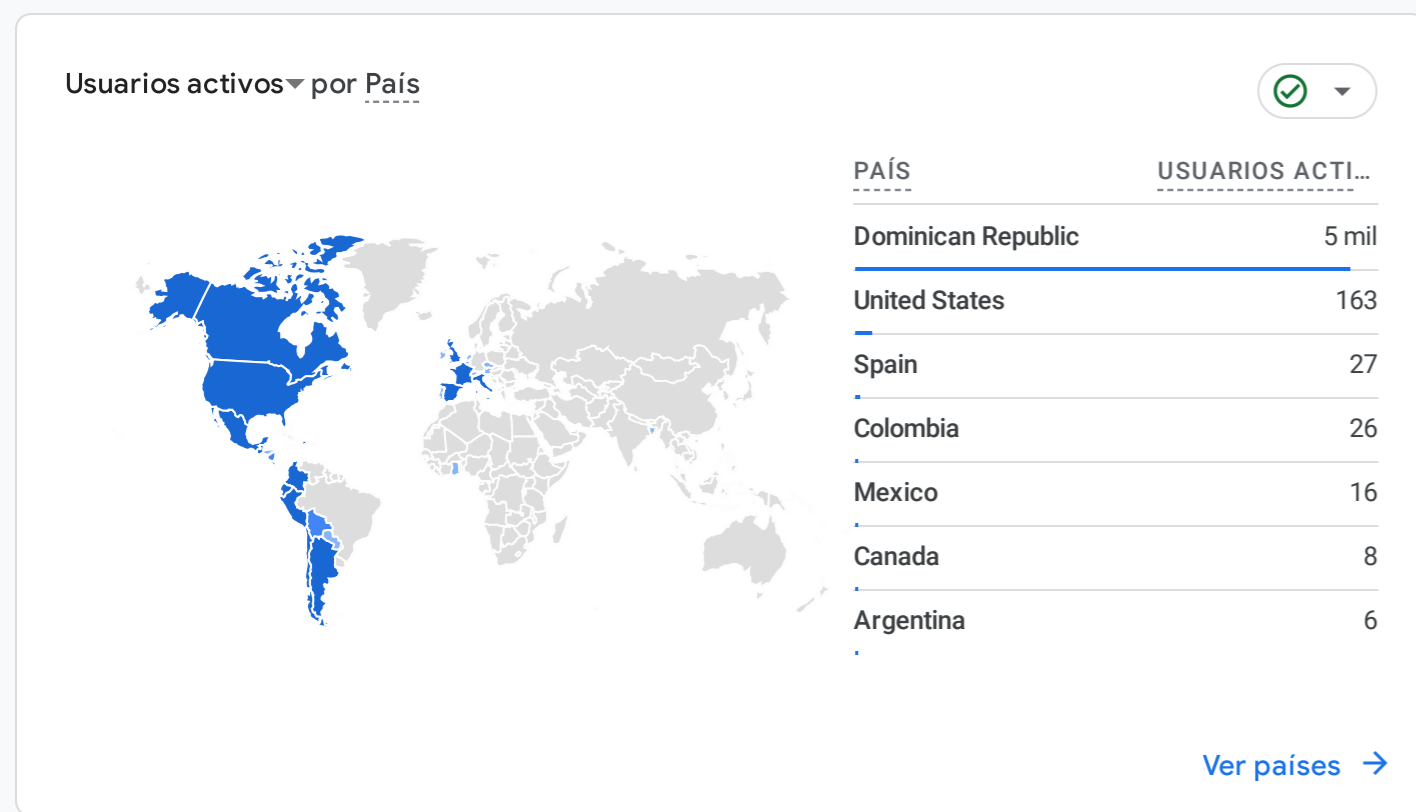 Usuarios activos por País
PAÍS USUARIOS ACTI...
Dominican Republic 5 mil
United States 163
Spain 27
Colombia 26
Mexico 16
Canada 8
Argentina 6
Ver países